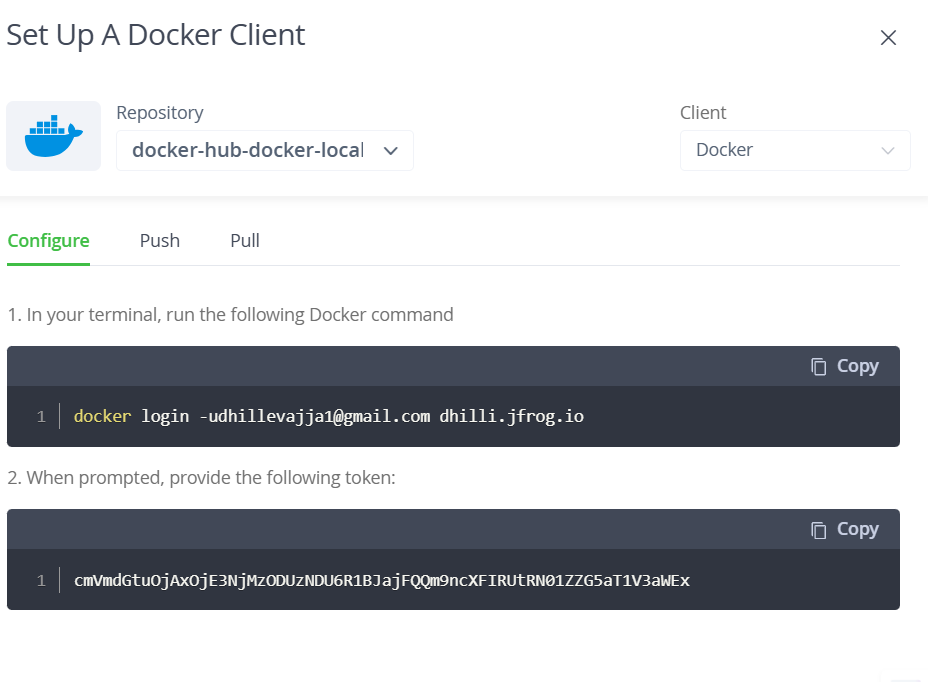 Set Up A Docker Client
Repository
Client
docker-hub-docker-local
Docker
Configure
Push
Pull
1. In your terminal, run the following Docker command
Copy
1
docker login -udhillevajja1@gmail.com dhilli.jfrog.io
2. When prompted, provide the following token:
Copy
1
cmVmdGtuOjAxOjE3NjMzODUzNDU6R1BJajFQQm9ncXFIRUtRN01ZZG5aT1V3aWEx